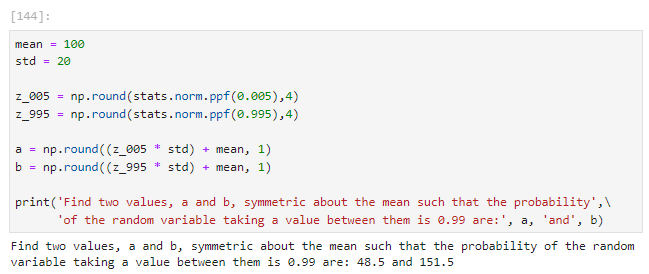 [144]:
mean = 100
std = 20
z_005 = np.round(stats.norm.ppf(0.005),4)
z_995 = np.round(stats.norm.ppf(0.995),4)
a = np.round((z_005 * std) + mean, 1)
b = np.round((z_995 * std) + mean, 1)
print('Find two values, a and b, symmetric about the mean such that the probability',\
'of the random variable taking a value between them is 0.99 are:', a, 'and', b)
Find two values, a and b, symmetric about the mean such that the probability of the random
variable taking a value between them is 0.99 are: 48.5 and 151.5